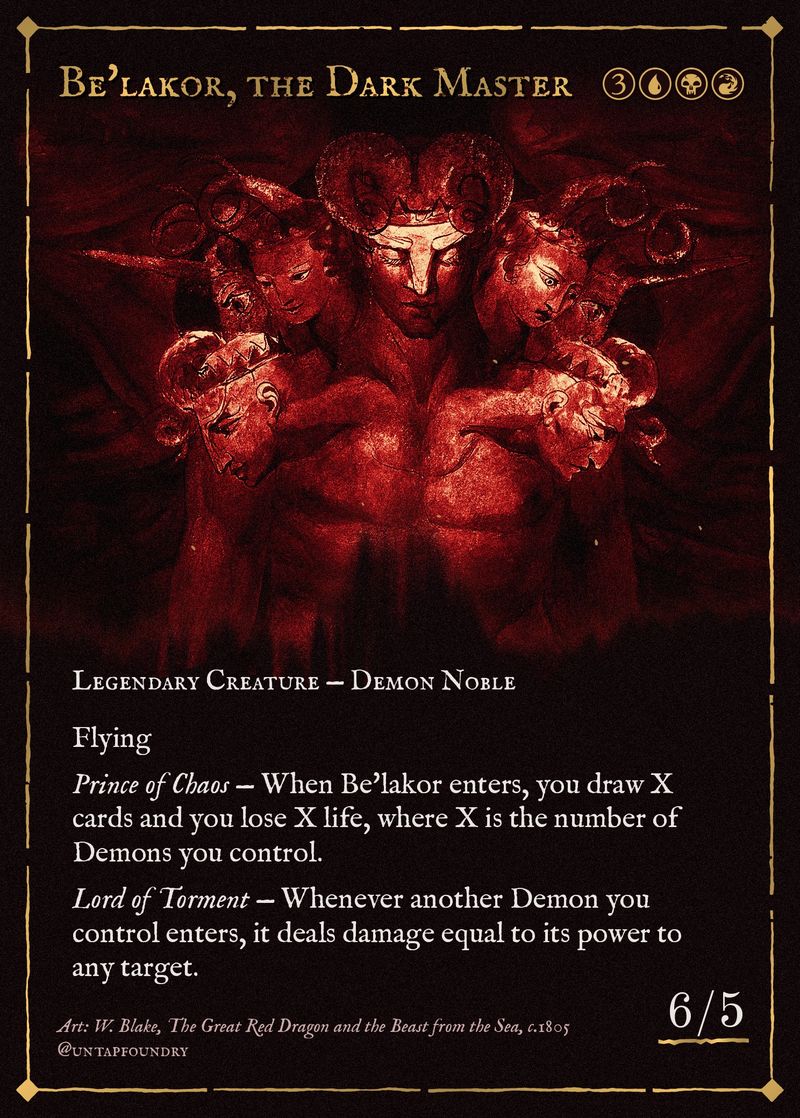 Be'lakor, the Dark Master 3
Legendary Creature – Demon Noble
Flying
Prince of Chaos – When Be'lakor enters, you draw X
cards and you lose X life, where X is the number of
Demons you control.
Lord of Torment – Whenever another Demon you
control enters, it deals damage equal to its power to
any target.
6/5
Art: W. Blake, The Great Red Dragon and the Beast from the Sea, c.1805
@untapfoundry